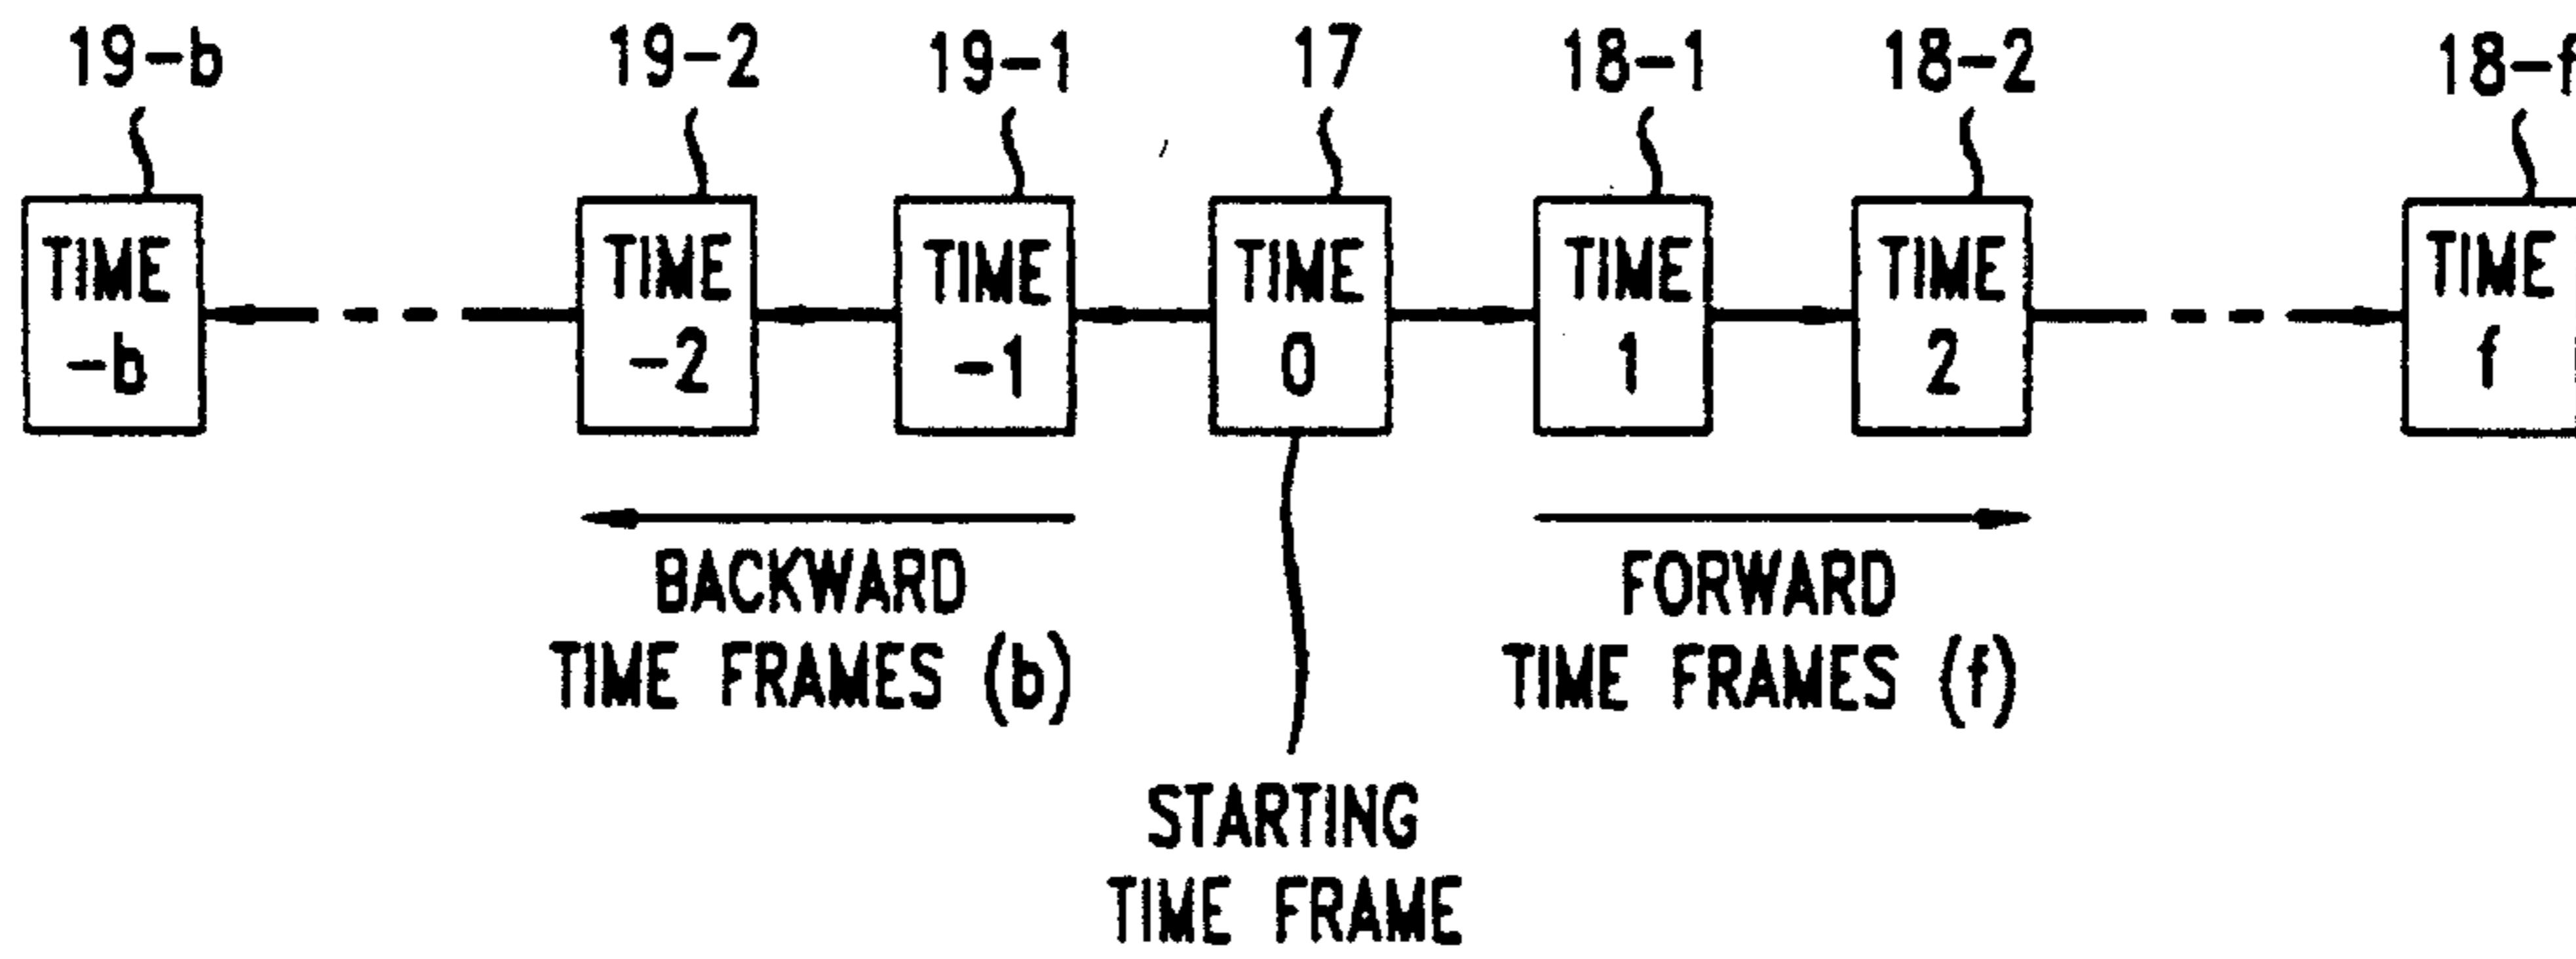 19-b 19-2 19-1 17 18-1 18-2 18-f
TIME TIME TIME TIME TIME TIME TIME
-b -2 -1 0 1 2 f
BACKWARD FORWARD
TIME FRAMES (b) TIME FRAMES (f)
STARTING
TIME FRAME